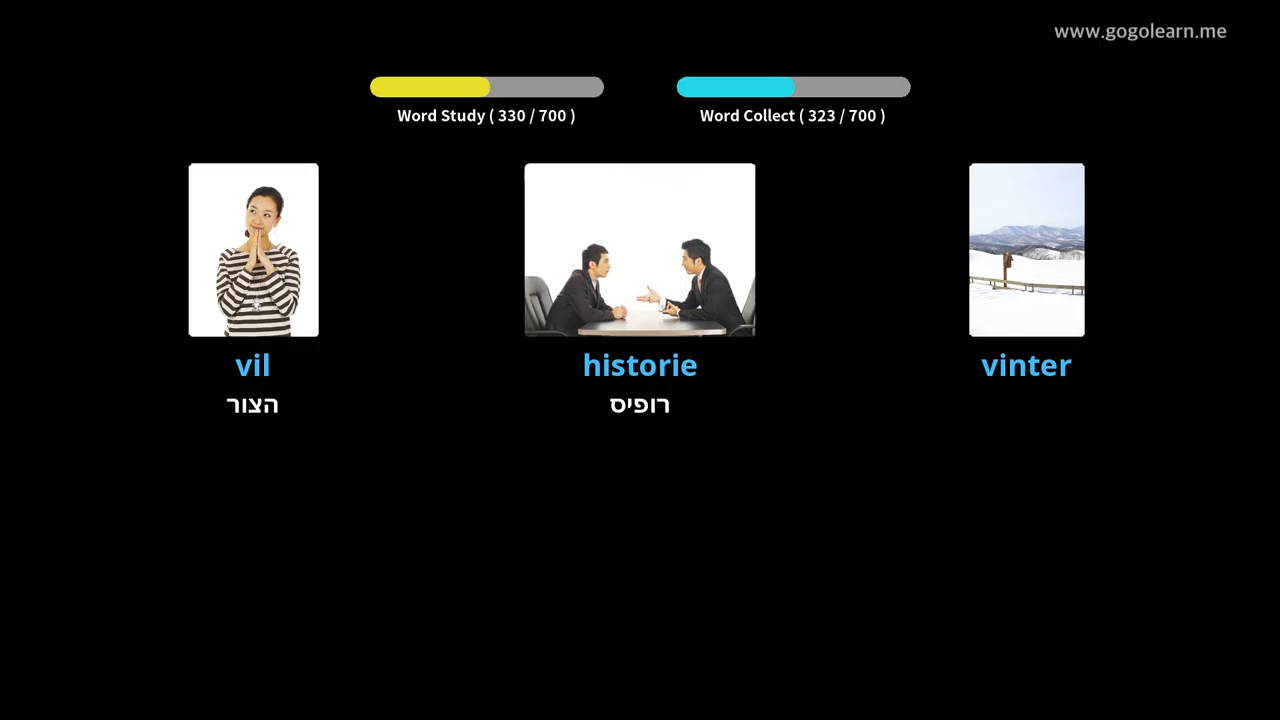 www.gogolearn.me
Word Study ( 330 / 700 )
Word Collect ( 323 / 700 )
vil
הצור
historie
רופיס
vinter